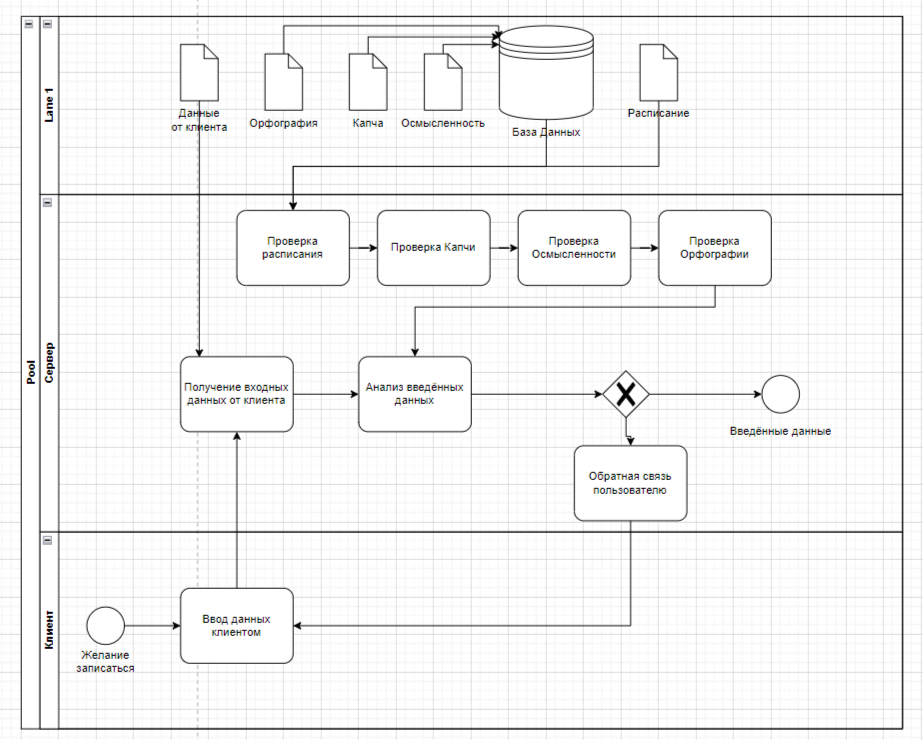 Pool
Lane 1
Данные
от клиента
Орфография
Капча
Осмысленность
База Данных
Расписание
Сервер
Проверка
расписания
Проверка Капчи
Проверка
Осмысленности
Проверка
Орфографии
Получение входных
данных от клиента
Анализ введённых
данных
Введённые данные
Обратная связь
пользователю
Клиент
Желание
записаться
Ввод данных
клиентом